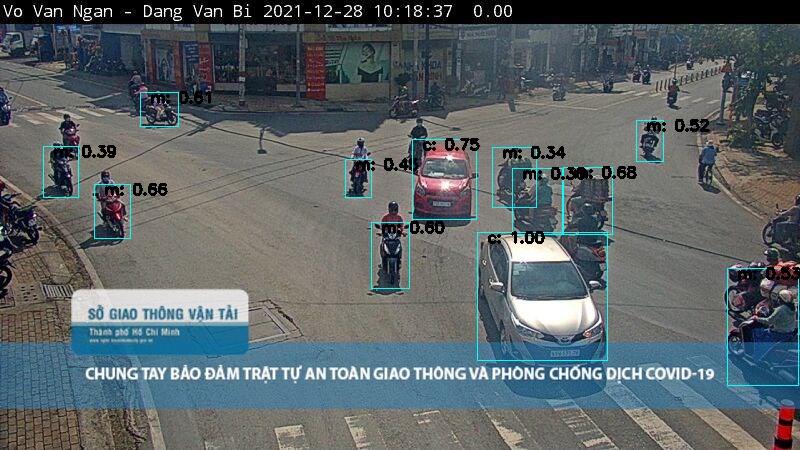 Vo Van Ngan - Dang Van Bi 2021-12-28 10:18:37 0.00
m: 0.61
m: 0.52
m: 0.39
c: 0.75
m: 0.34
m: 0.68
m: 0.66
m: 0.60
c: 1.00
m: 0.53
SỞ GIAO THÔNG VẬN TẢI
Thành phố Hồ Chí Minh
CHUNG TAY BẢO ĐẢM TRẬT TỰ AN TOÀN GIAO THÔNG VÀ PHÒNG CHỐNG DỊCH COVID-19